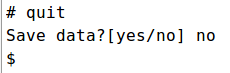 # quit
Save data?[yes/no] no
$